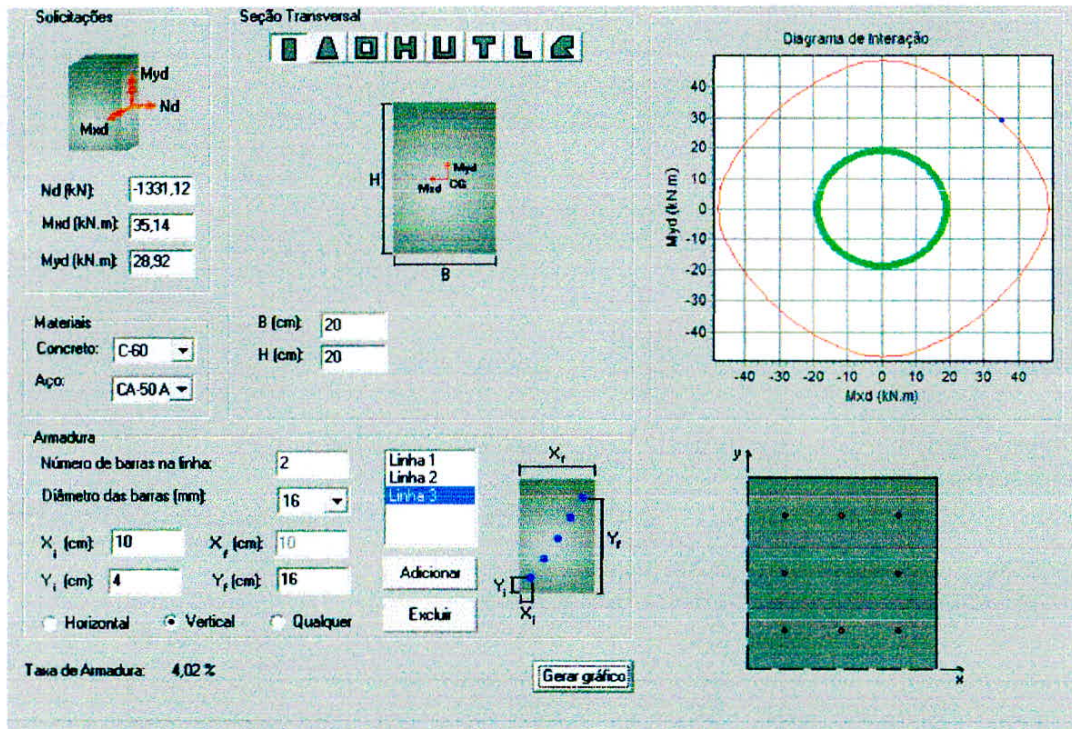 Solicitações
Myd
Nd
Mxd
Nd (kN): -1331,12
Mxd (kN.m): 35,14
Myd (kN.m): 28,92
Materiais
Concreto: C-60
Aço: CA-50 A
Seção Transversal
H
Myd
Mxd CG
B
B (cm): 20
H (cm): 20
Diagrama de Interação
Myd (kN.m)
40
30
20
10
0
-10
-20
-30
-40
-40 -30 -20 -10 0 10 20 30 40
Mxd (kN.m)
Armadura
Número de barras na linha: 2
Diâmetro das barras (mm): 16
Xi (cm): 10 Xf (cm): 10
Yi (cm): 4 Yf (cm): 16
Horizontal Vertical Qualquer
Linha 1
Linha 2
Linha 3
Adicionar
Excluir
Xf
Yf
Yi
Xi
y
x
Taxa de Armadura: 4,02 %
Gerar gráfico